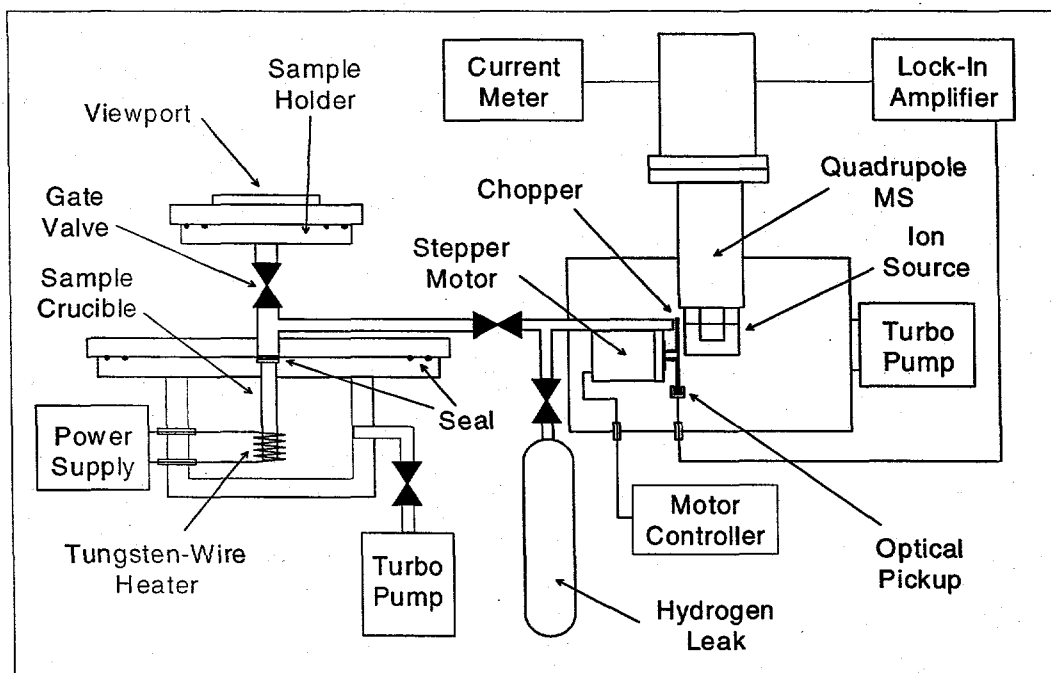 Sample
Holder
Viewport
Gate
Valve
Sample
Crucible
Power
Supply
Tungsten-Wire
Heater
Seal
Turbo
Pump
Current
Meter
Lock-In
Amplifier
Chopper
Quadrupole
MS
Stepper
Motor
Ion
Source
Turbo
Pump
Motor
Controller
Optical
Pickup
Hydrogen
Leak